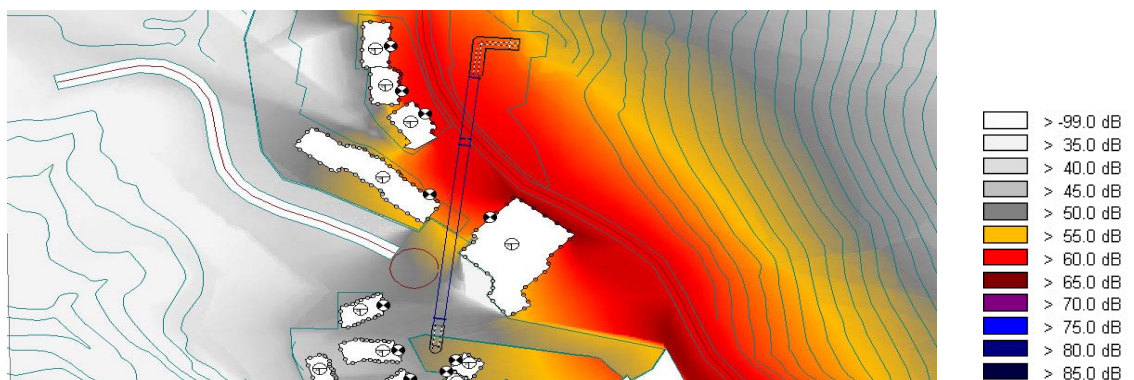 > -99.0 dB
> 35.0 dB
> 40.0 dB
> 45.0 dB
> 50.0 dB
> 55.0 dB
> 60.0 dB
> 65.0 dB
> 70.0 dB
> 75.0 dB
> 80.0 dB
> 85.0 dB